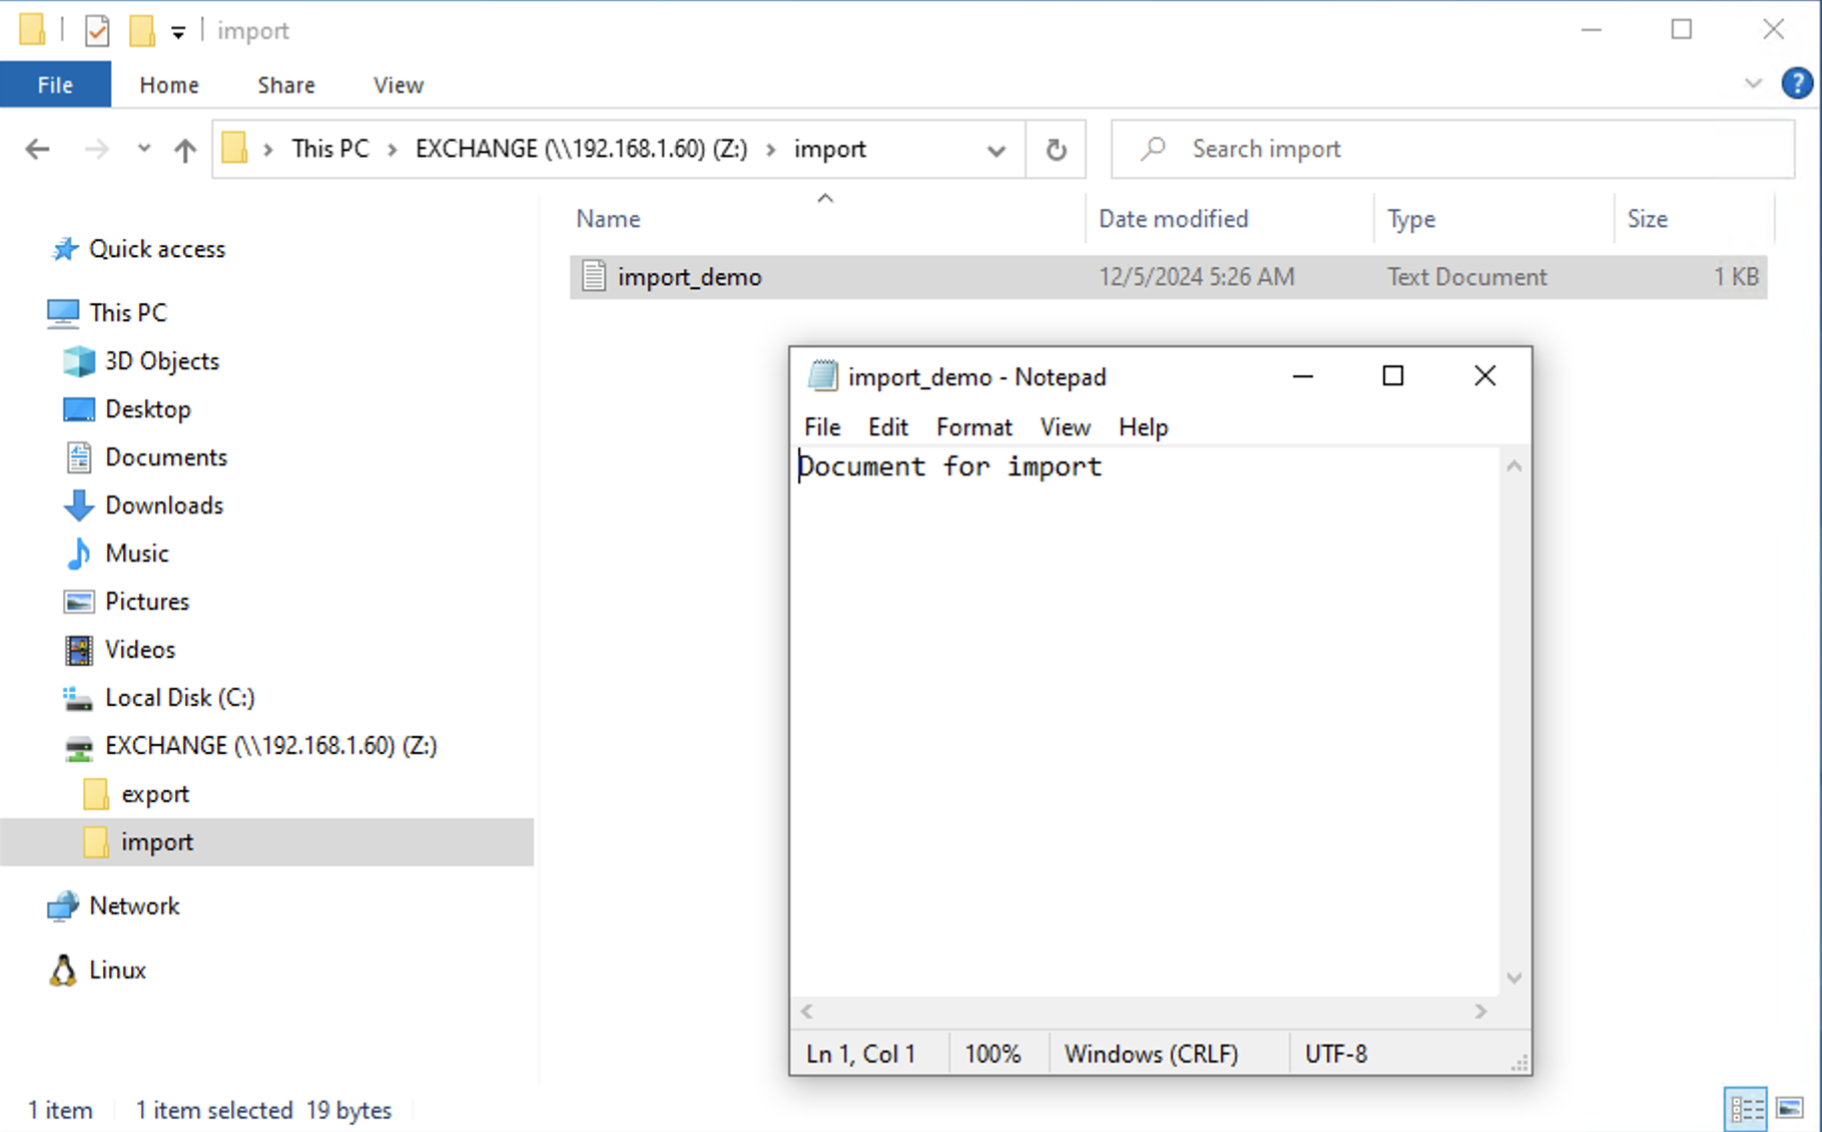 import
File Home Share View
This PC > EXCHANGE (\\192.168.1.60) (Z:) > import
Search import
Name Date modified Type Size
import_demo 12/5/2024 5:26 AM Text Document 1 KB
Quick access
This PC
3D Objects
Desktop
Documents
Downloads
Music
Pictures
Videos
Local Disk (C:)
EXCHANGE (\\192.168.1.60) (Z:)
export
import
Network
Linux
import_demo - Notepad
File Edit Format View Help
Document for import
Ln 1, Col 1 100% Windows (CRLF) UTF-8
1 item 1 item selected 19 bytes